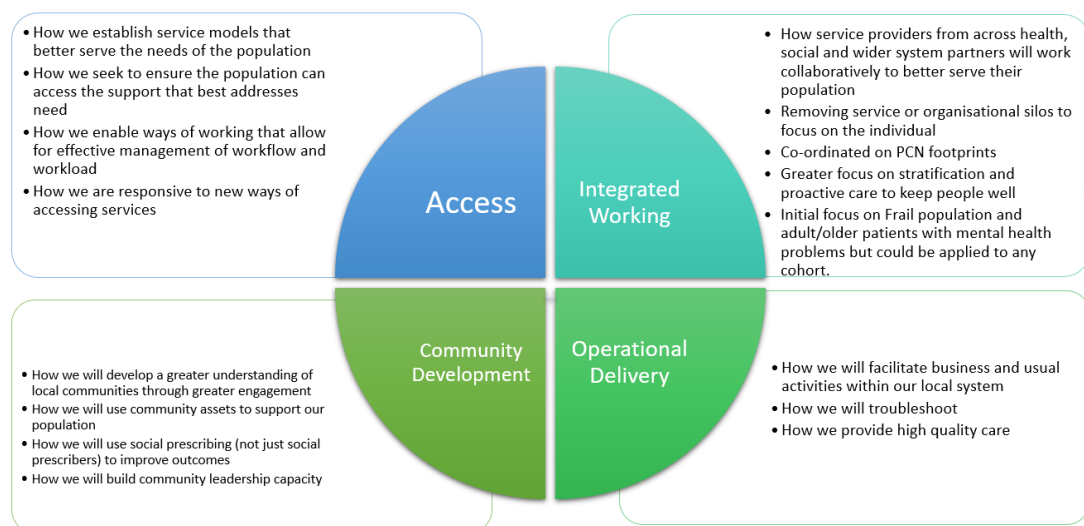 • How we establish service models that
better serve the needs of the population
• How we seek to ensure the population can
access the support that best addresses
need
• How we enable ways of working that allow
for effective management of workflow and
workload
• How we are responsive to new ways of
accessing services
Access
Integrated
Working
• How service providers from across health,
social and wider system partners will work
collaboratively to better serve their
population
• Removing service or organisational silos to
focus on the individual
• Co-ordinated on PCN footprints
• Greater focus on stratification and
proactive care to keep people well
• Initial focus on Frail population and
adult/older patients with mental health
problems but could be applied to any
cohort.
• How we will develop a greater understanding of
local communities through greater engagement
• How we will use community assets to support our
population
• How we will use social prescribing (not just social
prescribers) to improve outcomes
• How we will build community leadership capacity
Community
Development
Operational
Delivery
• How we will facilitate business and usual
activities within our local system
• How we will troubleshoot
• How we provide high quality care